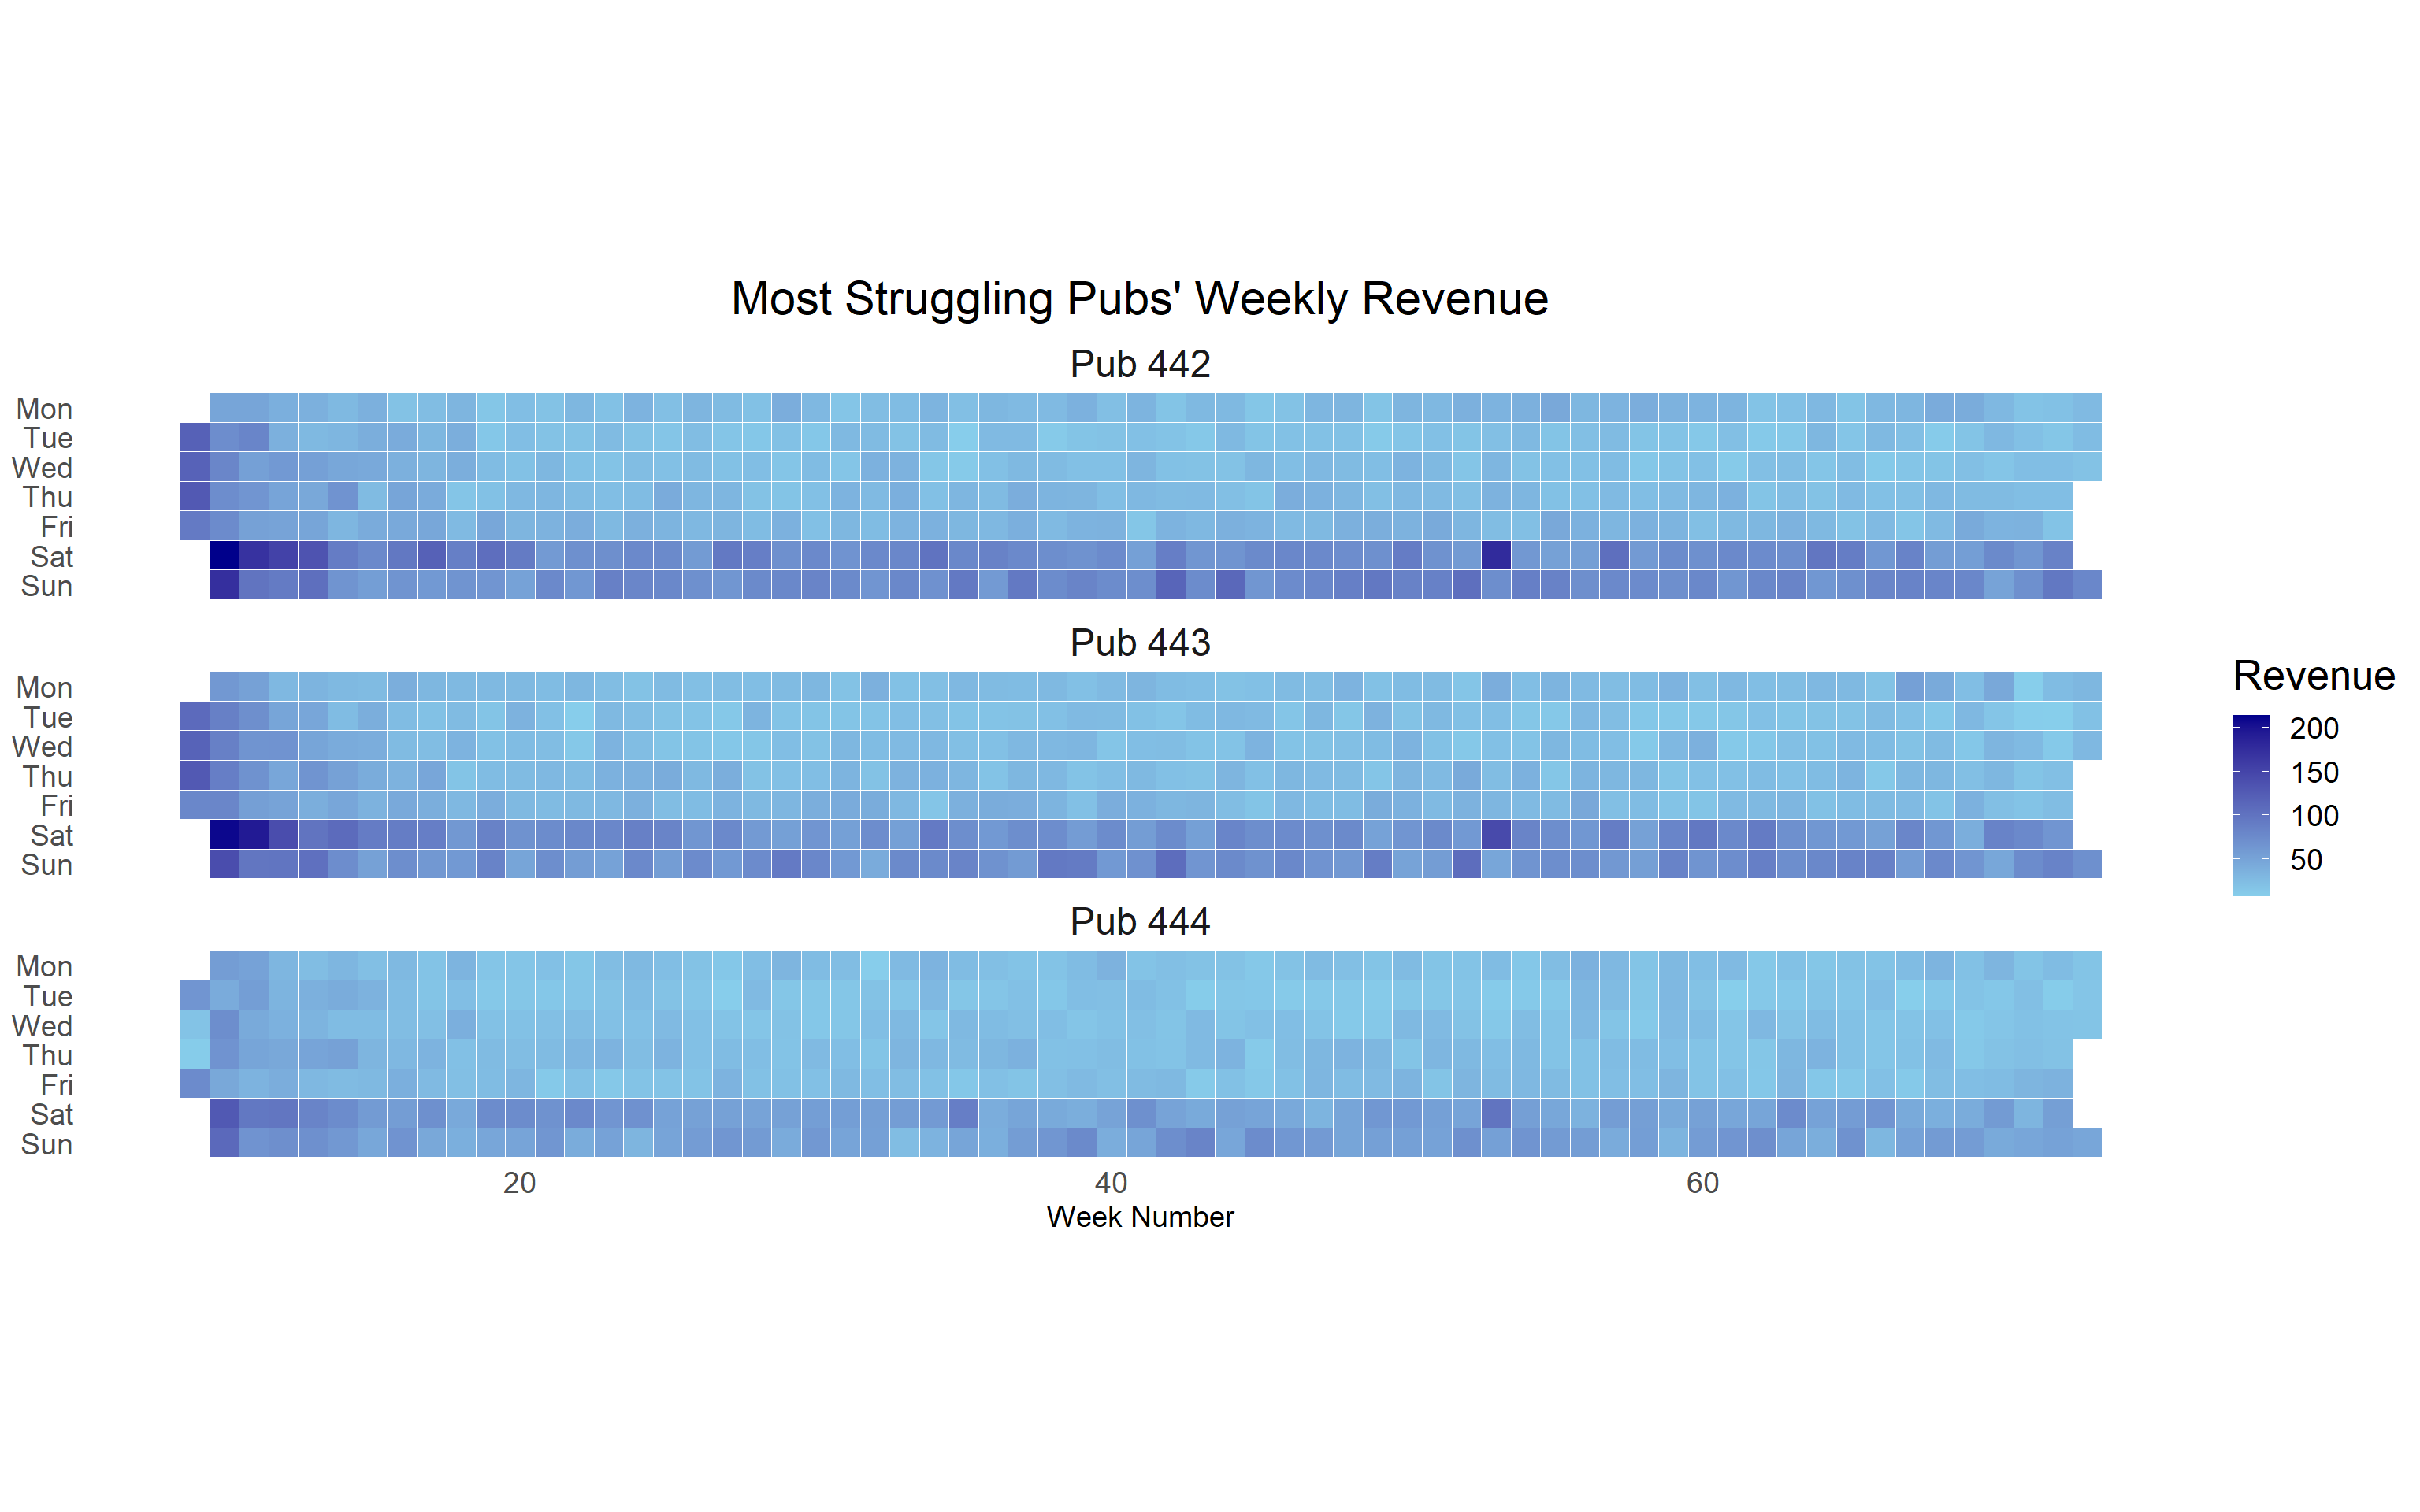 Most Struggling Pubs' Weekly Revenue
Pub 442
Mon
Tue
Wed
Thu
Fri
Sat
Sun
Pub 443
Mon
Tue
Wed
Thu
Fri
Sat
Sun
Pub 444
Mon
Tue
Wed
Thu
Fri
Sat
Sun
20 40 60
Week Number
Revenue
200
150
100
50